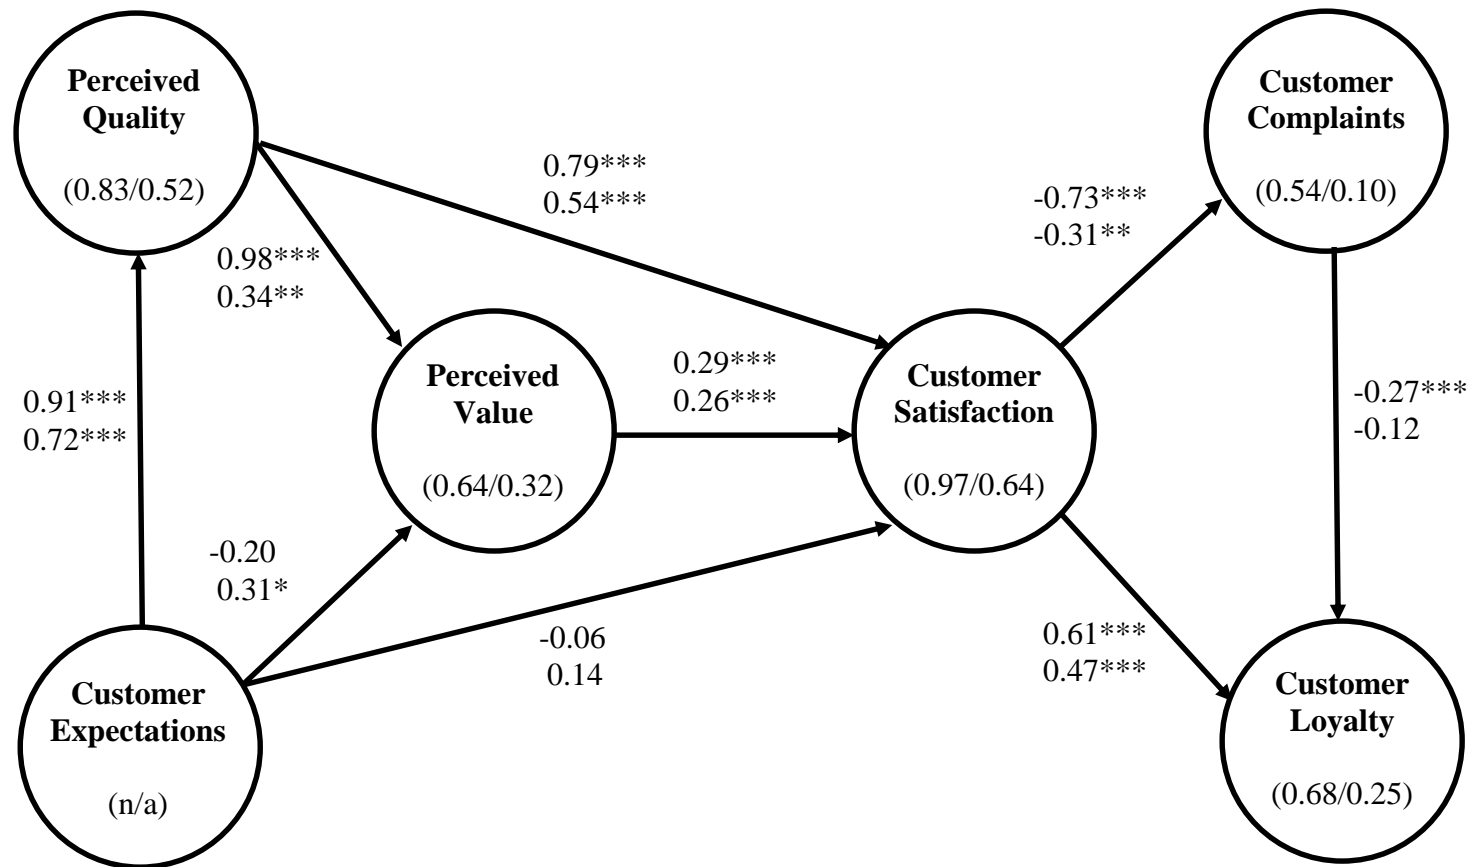 Perceived
Quality
(0.83/0.52)
Customer
Complaints
(0.54/0.10)
0.79***
0.54***
-0.73***
-0.31**
0.98***
0.34**
Perceived
Value
(0.64/0.32)
0.29***
0.26***
Customer
Satisfaction
(0.97/0.64)
0.91***
0.72***
-0.27***
-0.12
-0.20
0.31*
-0.06
0.14
0.61***
0.47***
Customer
Expectations
(n/a)
Customer
Loyalty
(0.68/0.25)